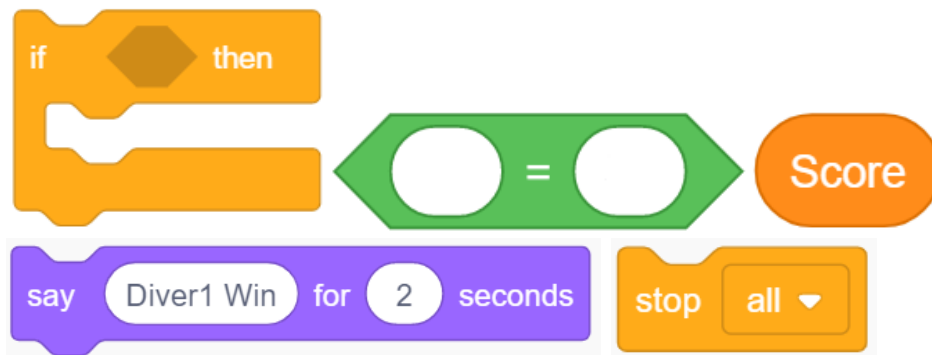 if then
= Score
say Diver1 Win for 2 seconds
stop all